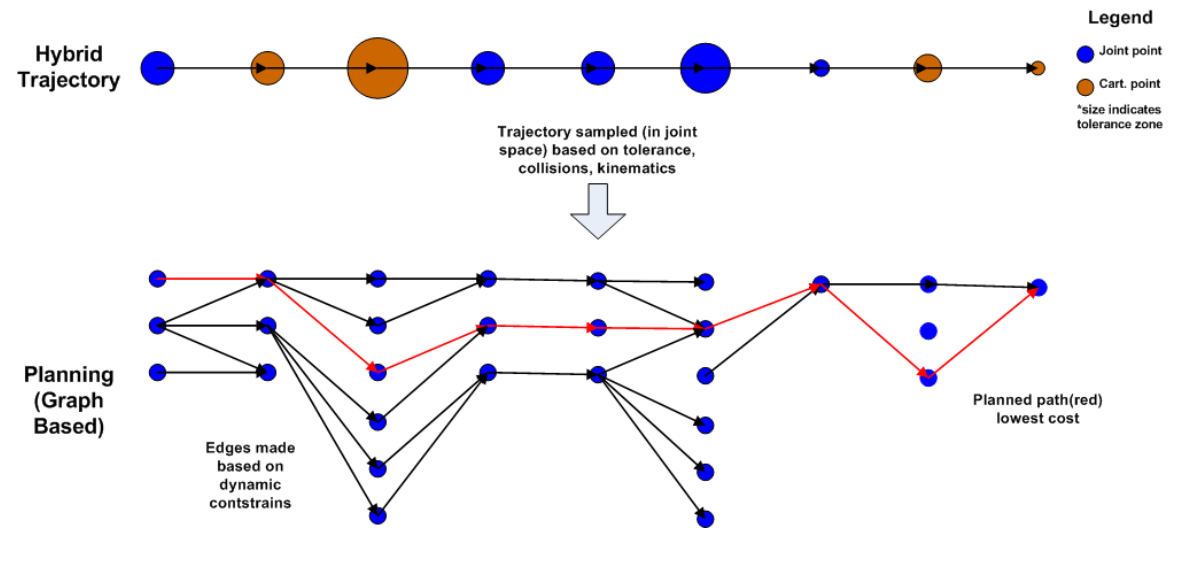 Hybrid
Trajectory
Legend
Joint point
Cart. point
*size indicates
tolerance zone
Trajectory sampled (in joint
space) based on tolerance,
collisions, kinematics
Planning
(Graph
Based)
Edges made
based on
dynamic
contstrains
Planned path(red)
lowest cost